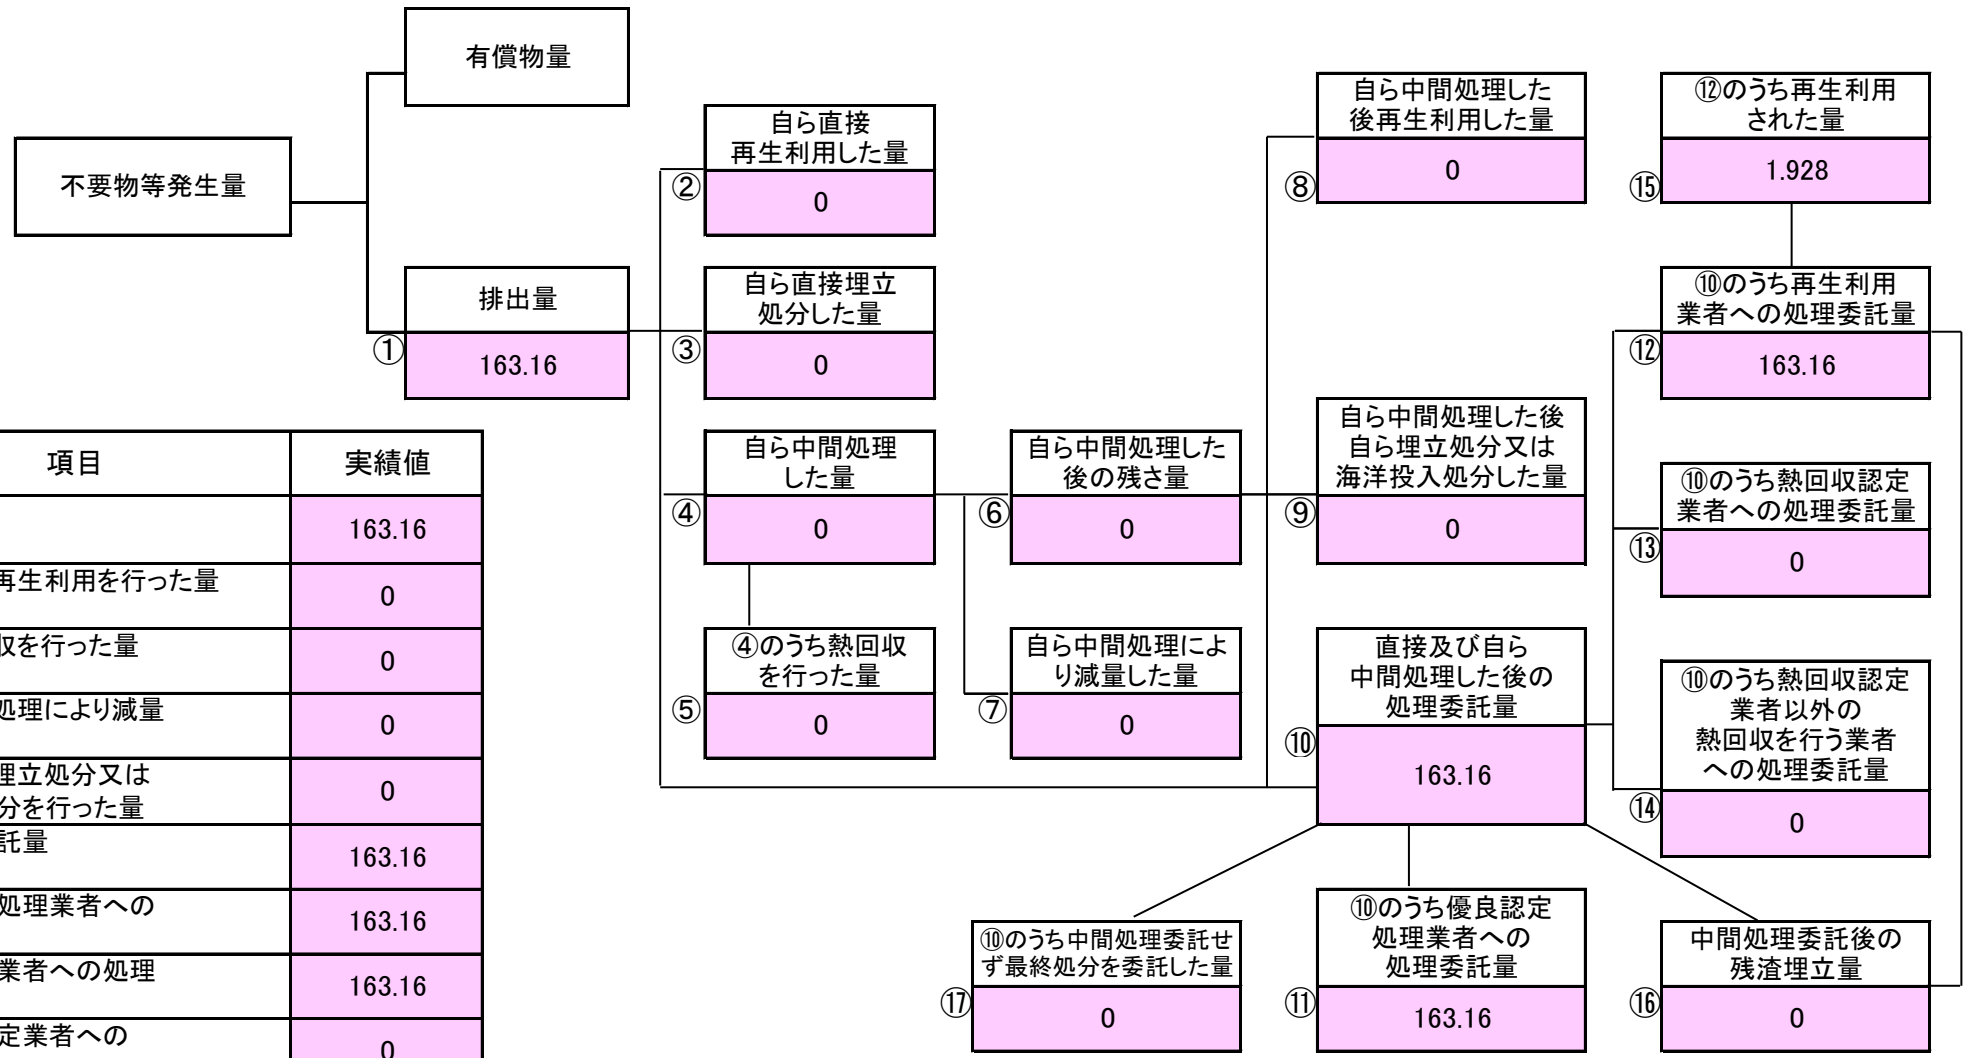 有償物量
不要物等発生量
排出量
①
163.16
自ら直接
再生利用した量
②
0
自ら直接埋立
処分した量
③
0
自ら中間処理
した量
④
0
④のうち熱回収
を行った量
⑤
0
自ら中間処理した
後の残さ量
⑥
0
自ら中間処理によ
り減量した量
⑦
0
自ら中間処理した
後再生利用した量
⑧
0
自ら中間処理した後
自ら埋立処分又は
海洋投入処分した量
⑨
0
直接及び自ら
中間処理した後の
処理委託量
⑩
163.16
⑫のうち再生利用
された量
⑮
1.928
⑩のうち再生利用
業者への処理委託量
⑫
163.16
⑩のうち熱回収認定
業者への処理委託量
⑬
0
⑩のうち熱回収認定
業者以外の
熱回収を行う業者
への処理委託量
⑭
0
⑩のうち中間処理委託せ
ず最終処分を委託した量
⑰
0
⑩のうち優良認定
処理業者への
処理委託量
⑪
163.16
中間処理委託後の
残渣埋立量
⑯
0
項目
実績値
163.16
再生利用を行った量
0
収を行った量
0
処理により減量
0
埋立処分又は
分を行った量
0
託量
163.16
処理業者への
163.16
業者への処理
163.16
定業者への
0